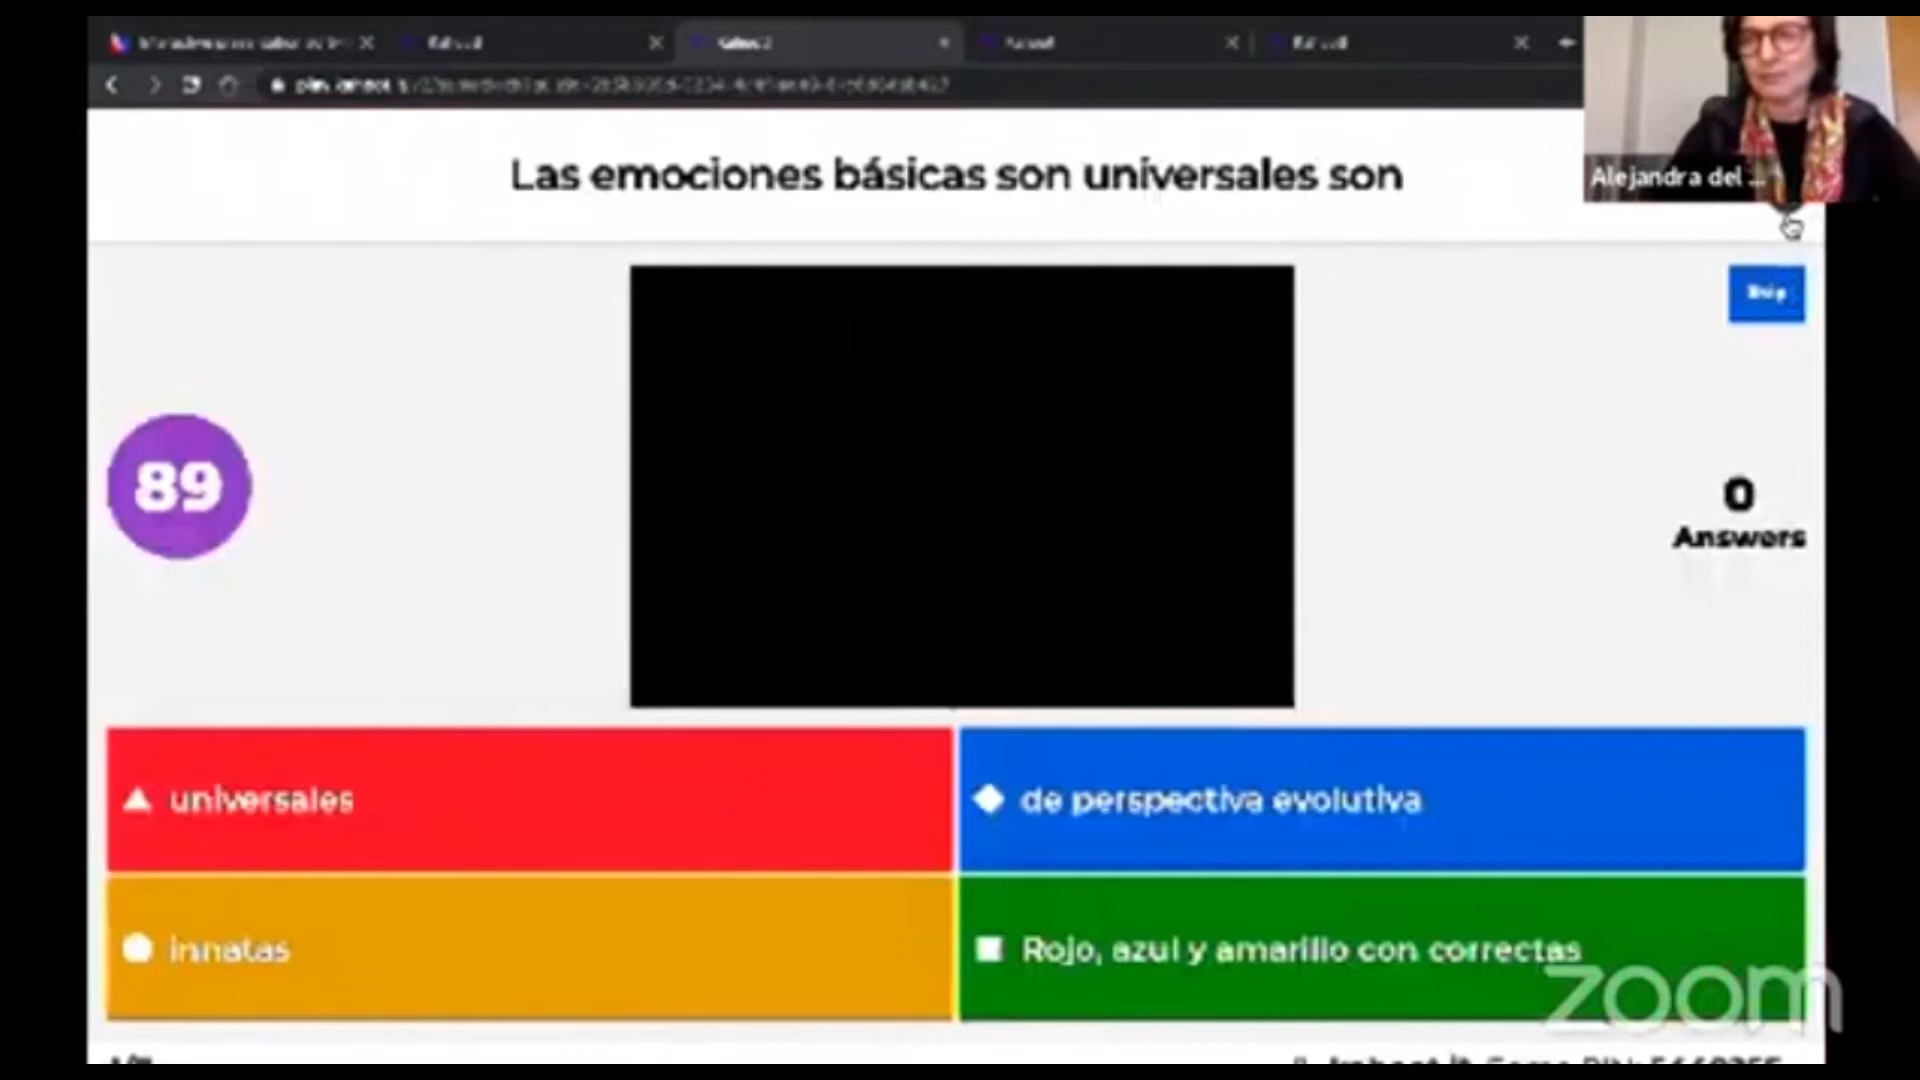 Las emociones básicas son universales son
Alejandra del ...
Skip
89
0
Answers
universales
de perspectiva evolutiva
innatas
Rojo, azul y amarillo con correctas
zoom